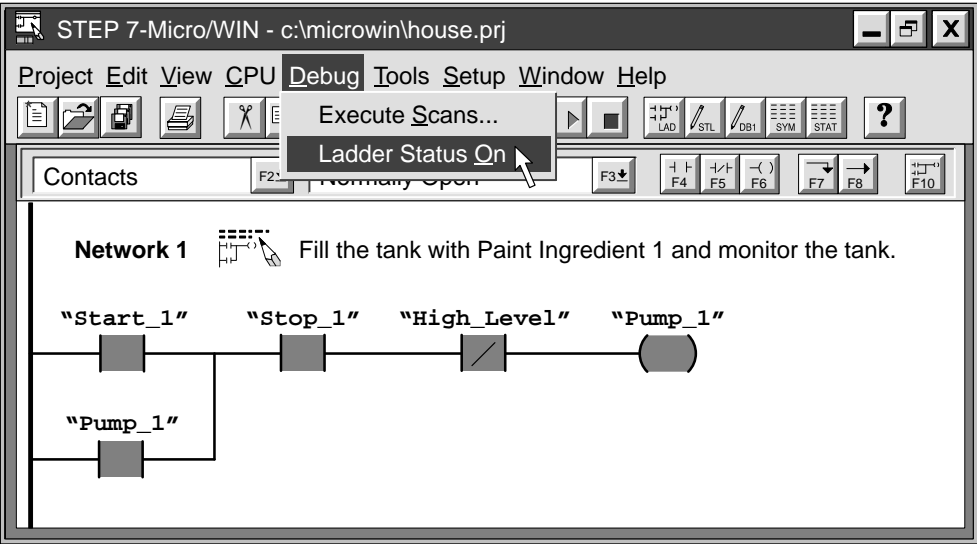 STEP 7-Micro/WIN - c:\microwin\house.prj
Project Edit View CPU Debug Tools Setup Window Help
Execute Scans...
LAD STL DB1 SYM STAT ?
Ladder Status On
Contacts F2 Normally Open F3 F4 F5 F6 F7 F8 F10
Network 1 Fill the tank with Paint Ingredient 1 and monitor the tank.
“Start_1” “Stop_1” “High_Level” “Pump_1”
“Pump_1”